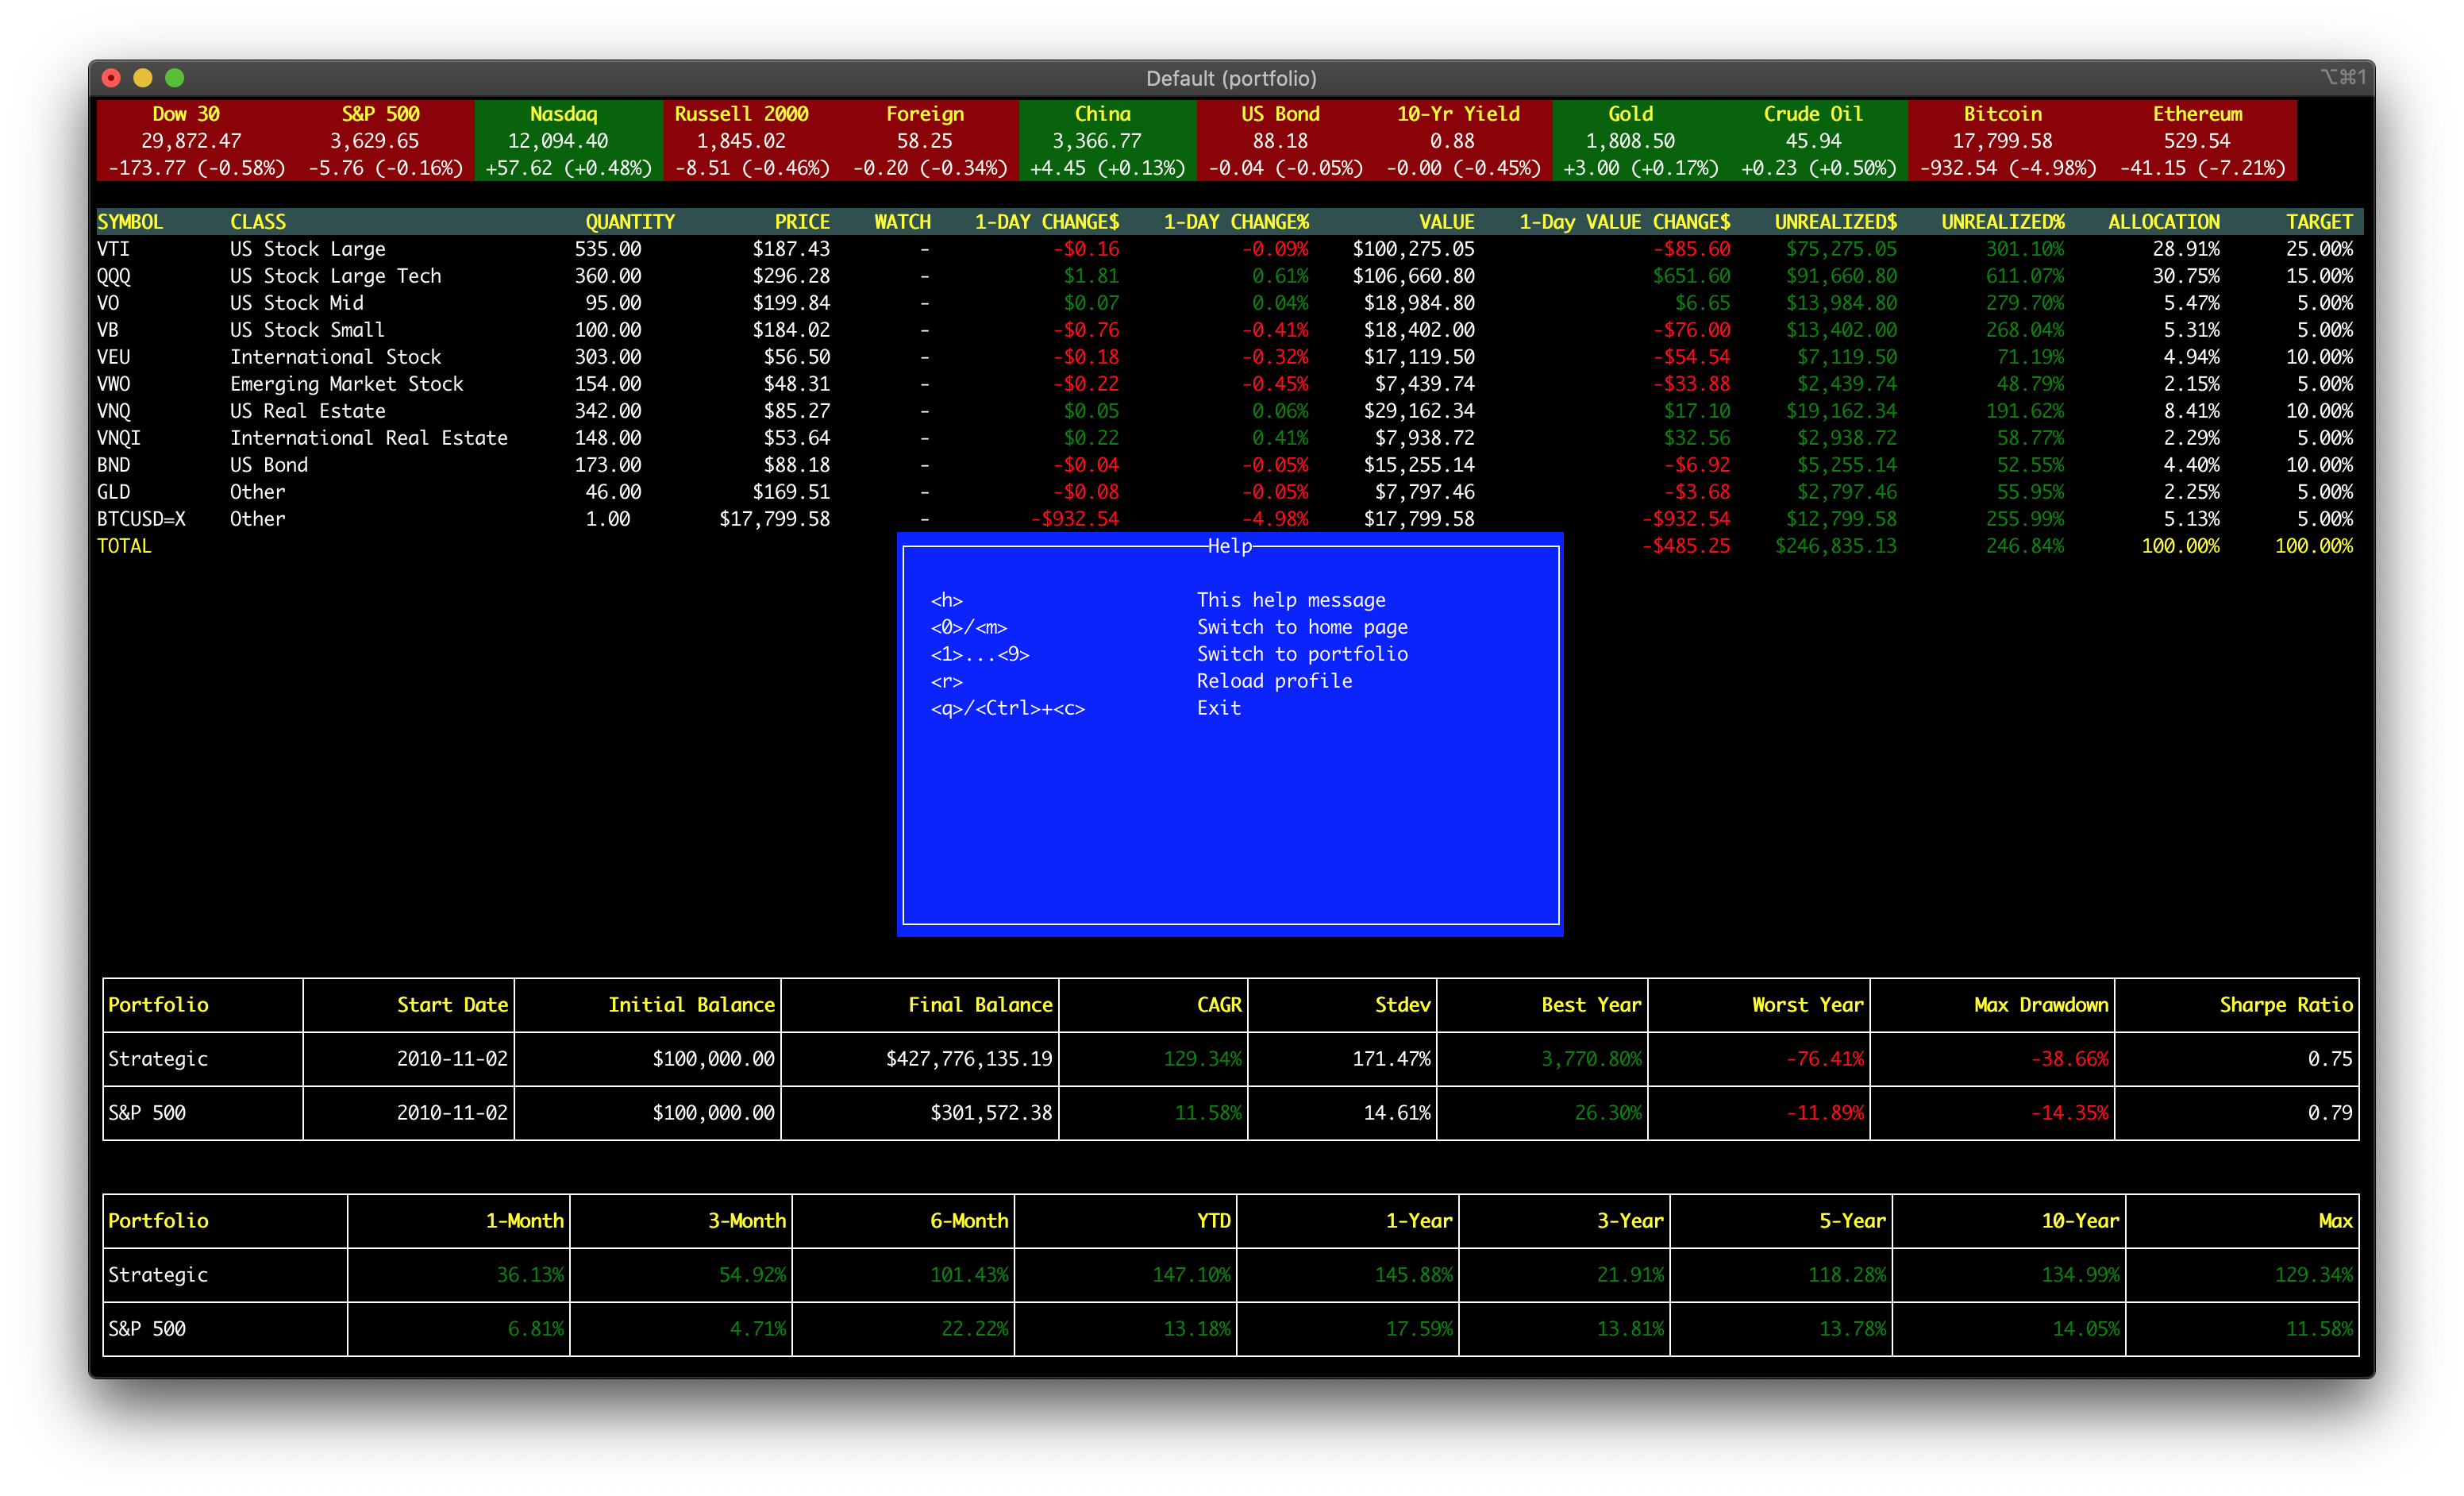 Default (portfolio) ⌥⌘1
Dow 30 S&P 500 Nasdaq Russell 2000 Foreign China US Bond 10-Yr Yield Gold Crude Oil Bitcoin Ethereum
29,872.47 3,629.65 12,094.40 1,845.02 58.25 3,366.77 88.18 0.88 1,808.50 45.94 17,799.58 529.54
-173.77 (-0.58%) -5.76 (-0.16%) +57.62 (+0.48%) -8.51 (-0.46%) -0.20 (-0.34%) +4.45 (+0.13%) -0.04 (-0.05%) -0.00 (-0.45%) +3.00 (+0.17%) +0.23 (+0.50%) -932.54 (-4.98%) -41.15 (-7.21%)
SYMBOL CLASS QUANTITY PRICE WATCH 1-DAY CHANGE$ 1-DAY CHANGE% VALUE 1-Day VALUE CHANGE$ UNREALIZED$ UNREALIZED% ALLOCATION TARGET
VTI US Stock Large 535.00 $187.43 - -$0.16 -0.09% $100,275.05 -$85.60 $75,275.05 301.10% 28.91% 25.00%
QQQ US Stock Large Tech 360.00 $296.28 - $1.81 0.61% $106,660.80 $651.60 $91,660.80 611.07% 30.75% 15.00%
VO US Stock Mid 95.00 $199.84 - $0.07 0.04% $18,984.80 $6.65 $13,984.80 279.70% 5.47% 5.00%
VB US Stock Small 100.00 $184.02 - -$0.76 -0.41% $18,402.00 -$76.00 $13,402.00 268.04% 5.31% 5.00%
VEU International Stock 303.00 $56.50 - -$0.18 -0.32% $17,119.50 -$54.54 $7,119.50 71.19% 4.94% 10.00%
VWO Emerging Market Stock 154.00 $48.31 - -$0.22 -0.45% $7,439.74 -$33.88 $2,439.74 48.79% 2.15% 5.00%
VNQ US Real Estate 342.00 $85.27 - $0.05 0.06% $29,162.34 $17.10 $19,162.34 191.62% 8.41% 10.00%
VNQI International Real Estate 148.00 $53.64 - $0.22 0.41% $7,938.72 $32.56 $2,938.72 58.77% 2.29% 5.00%
BND US Bond 173.00 $88.18 - -$0.04 -0.05% $15,255.14 -$6.92 $5,255.14 52.55% 4.40% 10.00%
GLD Other 46.00 $169.51 - -$0.08 -0.05% $7,797.46 -$3.68 $2,797.46 55.95% 2.25% 5.00%
BTCUSD=X Other 1.00 $17,799.58 - -$932.54 -4.98% $17,799.58 -$932.54 $12,799.58 255.99% 5.13% 5.00%
TOTAL -$485.25 $246,835.13 246.84% 100.00% 100.00%
Help
<h> This help message
<0>/<m> Switch to home page
<1>...<9> Switch to portfolio
<r> Reload profile
<q>/<Ctrl>+<c> Exit
Portfolio Start Date Initial Balance Final Balance CAGR Stdev Best Year Worst Year Max Drawdown Sharpe Ratio
Strategic 2010-11-02 $100,000.00 $427,776,135.19 129.34% 171.47% 3,770.80% -76.41% -38.66% 0.75
S&P 500 2010-11-02 $100,000.00 $301,572.38 11.58% 14.61% 26.30% -11.89% -14.35% 0.79
Portfolio 1-Month 3-Month 6-Month YTD 1-Year 3-Year 5-Year 10-Year Max
Strategic 36.13% 54.92% 101.43% 147.10% 145.88% 21.91% 118.28% 134.99% 129.34%
S&P 500 6.81% 4.71% 22.22% 13.18% 17.59% 13.81% 13.78% 14.05% 11.58%